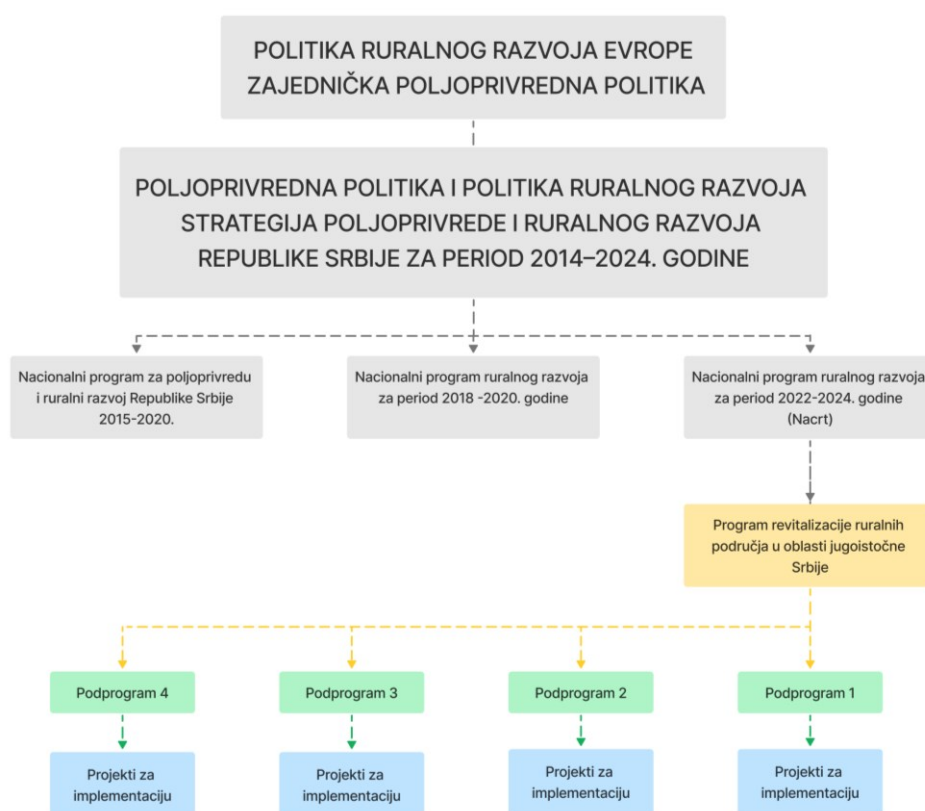 POLITIKA RURALNOG RAZVOJA EVROPE
ZAJEDNIČKA POLJOPRIVREDNA POLITIKA
POLJOPRIVREDNA POLITIKA I POLITIKA RURALNOG RAZVOJA
STRATEGIJA POLJOPRIVREDE I RURALNOG RAZVOJA
REPUBLIKE SRBIJE ZA PERIOD 2014–2024. GODINE
Nacionalni program za poljoprivredu
i ruralni razvoj Republike Srbije
2015-2020.
Nacionalni program ruralnog razvoja
za period 2018 -2020. godine
Nacionalni program ruralnog razvoja
za period 2022-2024. godine
(Nacrt)
Program revitalizacije ruralnih
područja u oblasti jugoistočne
Srbije
Podprogram 4
Podprogram 3
Podprogram 2
Podprogram 1
Projekti za
implementaciju
Projekti za
implementaciju
Projekti za
implementaciju
Projekti za
implementaciju